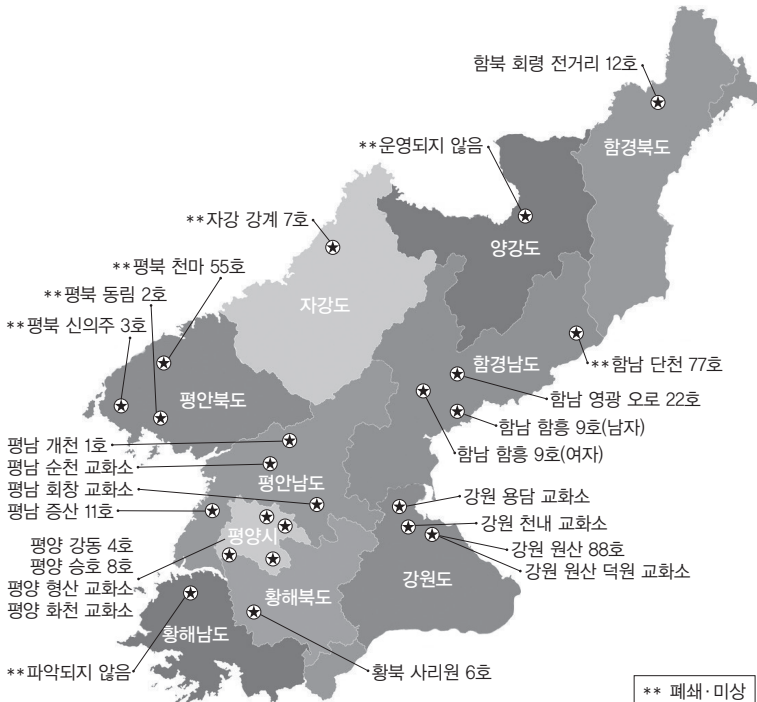 함북 회령 전거리 12호
함경북도
**운영되지 않음
**자강 강계 7호
양강도
**평북 천마 55호
**평북 동림 2호
자강도
**평북 신의주 3호
함경남도
**함남 단천 77호
평안북도
함남 영광 오로 22호
함남 함흥 9호(남자)
함남 함흥 9호(여자)
평남 개천 1호
평남 순천 교화소
평안남도
평남 회창 교화소
평남 증산 11호
강원 용담 교화소
강원 천내 교화소
평양시
평양 강동 4호
강원 원산 88호
평양 승호 8호
강원 원산 덕원 교화소
평양 형산 교화소
강원도
평양 화천 교화소
황해북도
황해남도
**파악되지 않음
황북 사리원 6호
** 폐쇄·미상